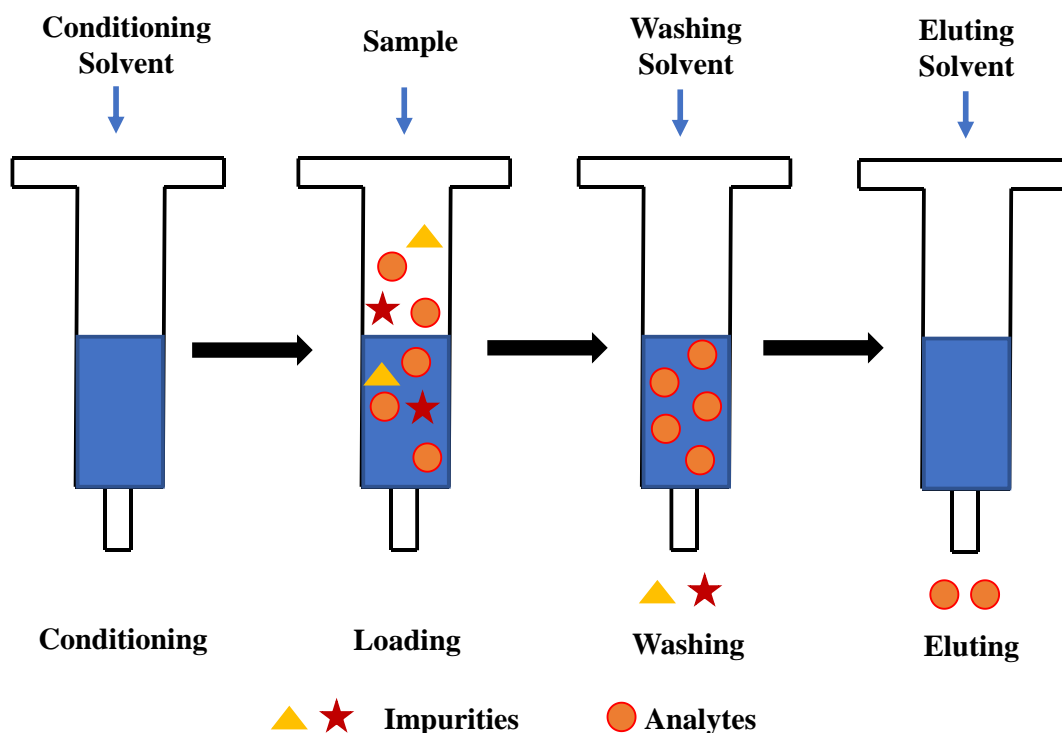 Conditioning
Solvent
Sample
Washing
Solvent
Eluting
Solvent
Conditioning
Loading
Washing
Eluting
Impurities
Analytes